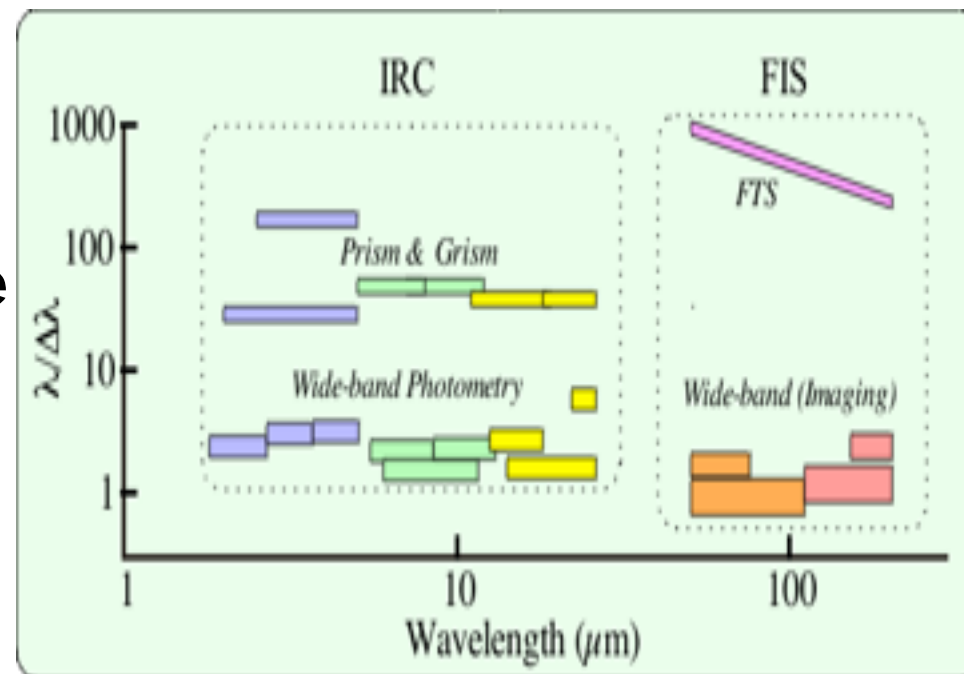 IRC
FIS
1000
100
10
1
λ/Δλ
FTS
Prism & Grism
Wide-band Photometry
Wide-band (Imaging)
1
10
100
Wavelength (μm)
e